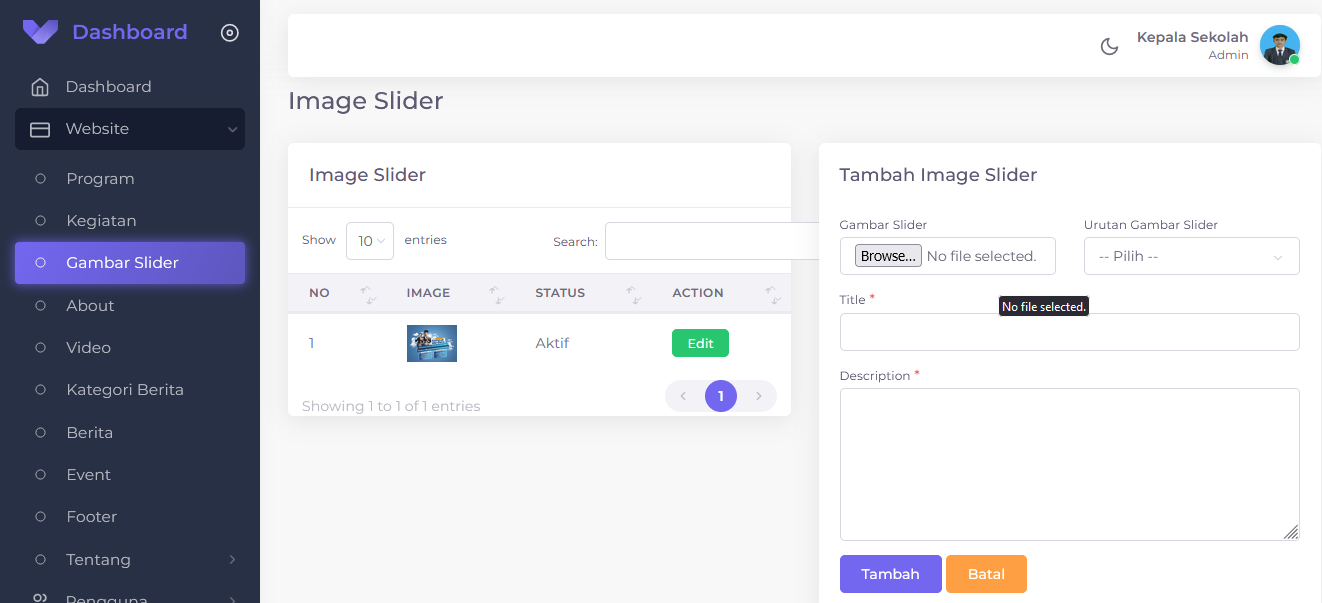 Dashboard
Dashboard
Website
Program
Kegiatan
Gambar Slider
About
Video
Kategori Berita
Berita
Event
Footer
Tentang
Pengguna
Kepala Sekolah
Admin
Image Slider
Image Slider
Show 10 entries
Search:
NO IMAGE STATUS ACTION
1 Aktif Edit
Showing 1 to 1 of 1 entries
1
Tambah Image Slider
Gambar Slider
Browse... No file selected.
Urutan Gambar Slider
-- Pilih --
Title *
No file selected.
Description *
Tambah Batal